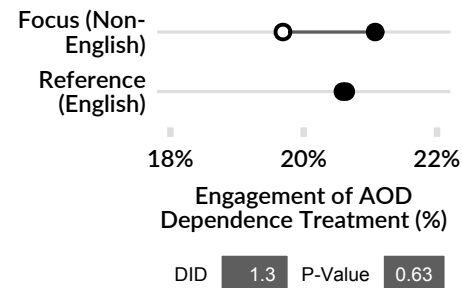 Focus (Non-
English)
Reference
(English)
18% 20% 22%
Engagement of AOD
Dependence Treatment (%)
DID 1.3 P-Value 0.63